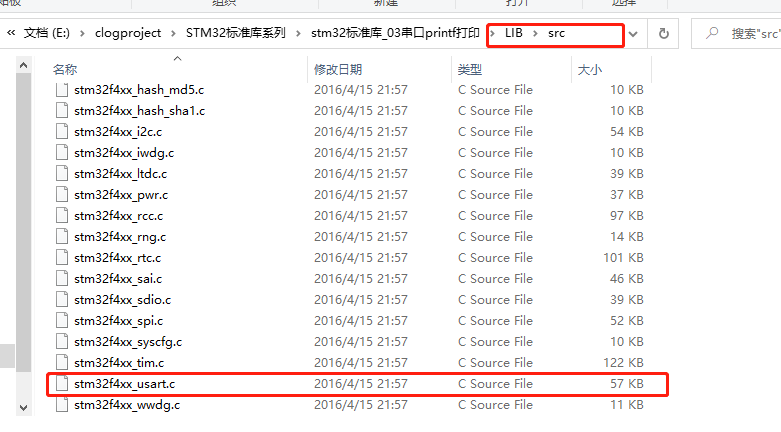 贴板 组织 新建 打开 选择
« 文档 (E:) › clogproject › STM32标准库系列 › stm32标准库_03串口printf打印 › LIB › src 搜索"src"
名称 修改日期 类型 大小
stm32f4xx_hash_md5.c 2016/4/15 21:57 C Source File 10 KB
stm32f4xx_hash_sha1.c 2016/4/15 21:57 C Source File 10 KB
stm32f4xx_i2c.c 2016/4/15 21:57 C Source File 54 KB
stm32f4xx_iwdg.c 2016/4/15 21:57 C Source File 10 KB
stm32f4xx_ltdc.c 2016/4/15 21:57 C Source File 39 KB
stm32f4xx_pwr.c 2016/4/15 21:57 C Source File 37 KB
stm32f4xx_rcc.c 2016/4/15 21:57 C Source File 97 KB
stm32f4xx_rng.c 2016/4/15 21:57 C Source File 14 KB
stm32f4xx_rtc.c 2016/4/15 21:57 C Source File 101 KB
stm32f4xx_sai.c 2016/4/15 21:57 C Source File 46 KB
stm32f4xx_sdio.c 2016/4/15 21:57 C Source File 39 KB
stm32f4xx_spi.c 2016/4/15 21:57 C Source File 52 KB
stm32f4xx_syscfg.c 2016/4/15 21:57 C Source File 10 KB
stm32f4xx_tim.c 2016/4/15 21:57 C Source File 122 KB
stm32f4xx_usart.c 2016/4/15 21:57 C Source File 57 KB
stm32f4xx_wwdg.c 2016/4/15 21:57 C Source File 11 KB